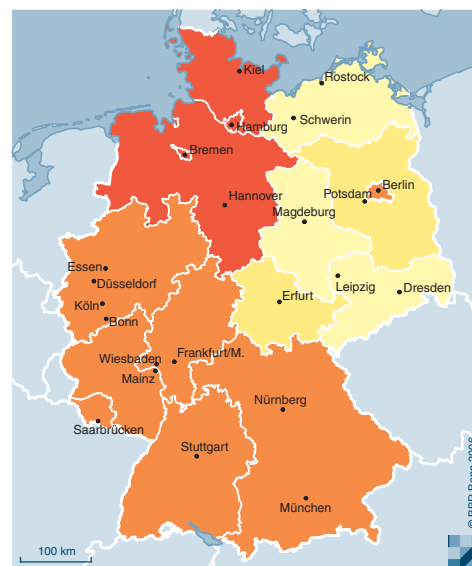 Kiel
Rostock
Schwerin
Hamburg
Bremen
Hannover
Potsdam
Berlin
Magdeburg
Essen
Düsseldorf
Leipzig
Dresden
Köln
Bonn
Erfurt
Wiesbaden
Frankfurt/M.
Mainz
Nürnberg
Saarbrücken
Stuttgart
München
100 km